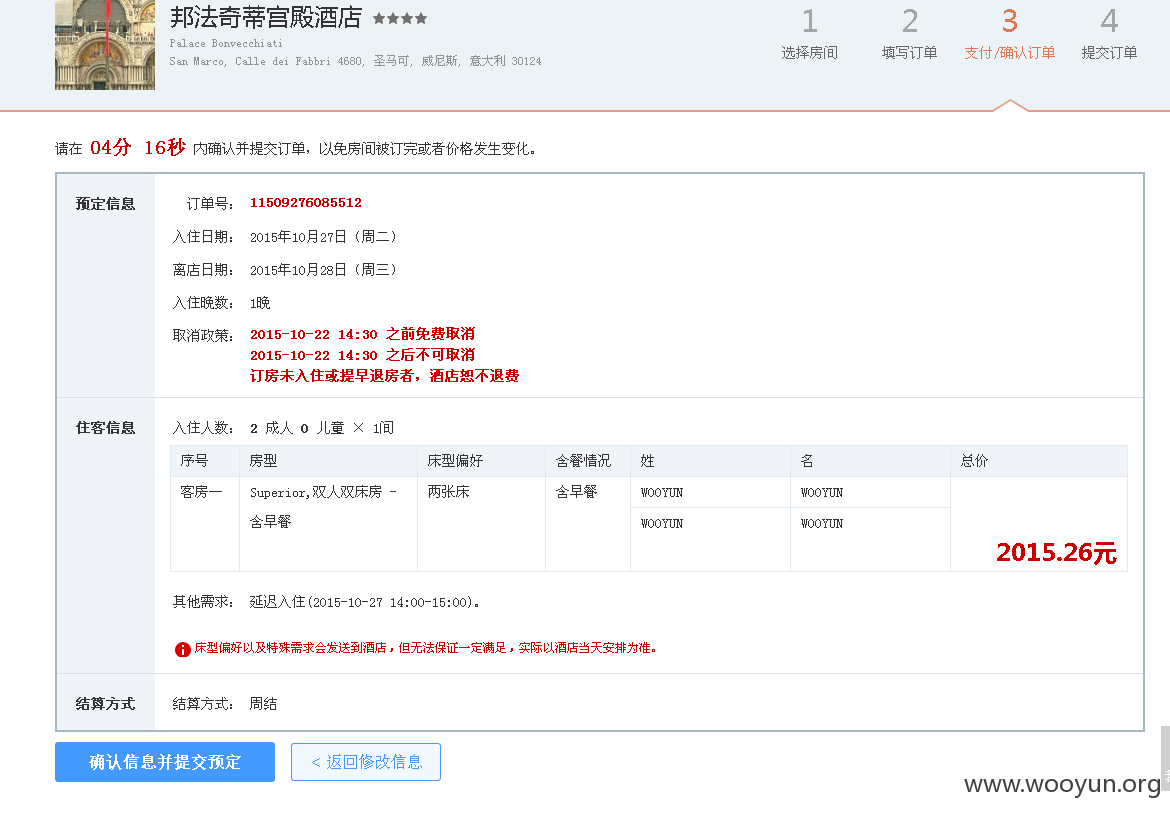 邦法奇蒂宫殿酒店 ★★★★
Palace Bonvecchiati
San Marco, Calle dei Fabbri 4680, 圣马可, 威尼斯, 意大利 30124
1 2 3 4
选择房间 填写订单 支付/确认订单 提交订单
请在 04分 16秒 内确认并提交订单，以免房间被订完或者价格发生变化。
预定信息
订单号： 11509276085512
入住日期： 2015年10月27日（周二）
离店日期： 2015年10月28日（周三）
入住晚数： 1晚
取消政策： 2015-10-22 14:30 之前免费取消
2015-10-22 14:30 之后不可取消
订房未入住或提早退房者，酒店恕不退费
住客信息
入住人数： 2 成人 0 儿童 × 1间
序号 房型 床型偏好 含餐情况 姓 名 总价
客房一 Superior,双人双床房 - 两张床 含早餐 WOOYUN WOOYUN
含早餐 WOOYUN WOOYUN
2015.26元
其他需求： 延迟入住(2015-10-27 14:00-15:00)。
床型偏好以及特殊需求会发送到酒店，但无法保证一定满足，实际以酒店当天安排为准。
结算方式
结算方式： 周结
确认信息并提交预定 < 返回修改信息
www.wooyun.org